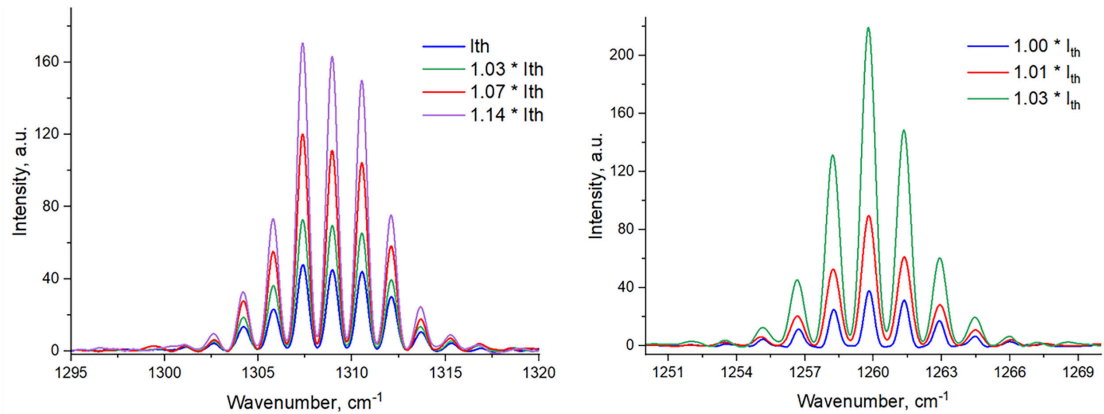 Intensity, a.u.
160
120
80
40
0
1295
1300
1305
1310
1315
1320
Wavenumber, cm-1
Ith
1.03 * Ith
1.07 * Ith
1.14 * Ith
Intensity, a.u.
220
200
160
120
80
40
0
1251
1254
1257
1260
1263
1266
1269
Wavenumber, cm-1
1.00 * Ith
1.01 * Ith
1.03 * Ith